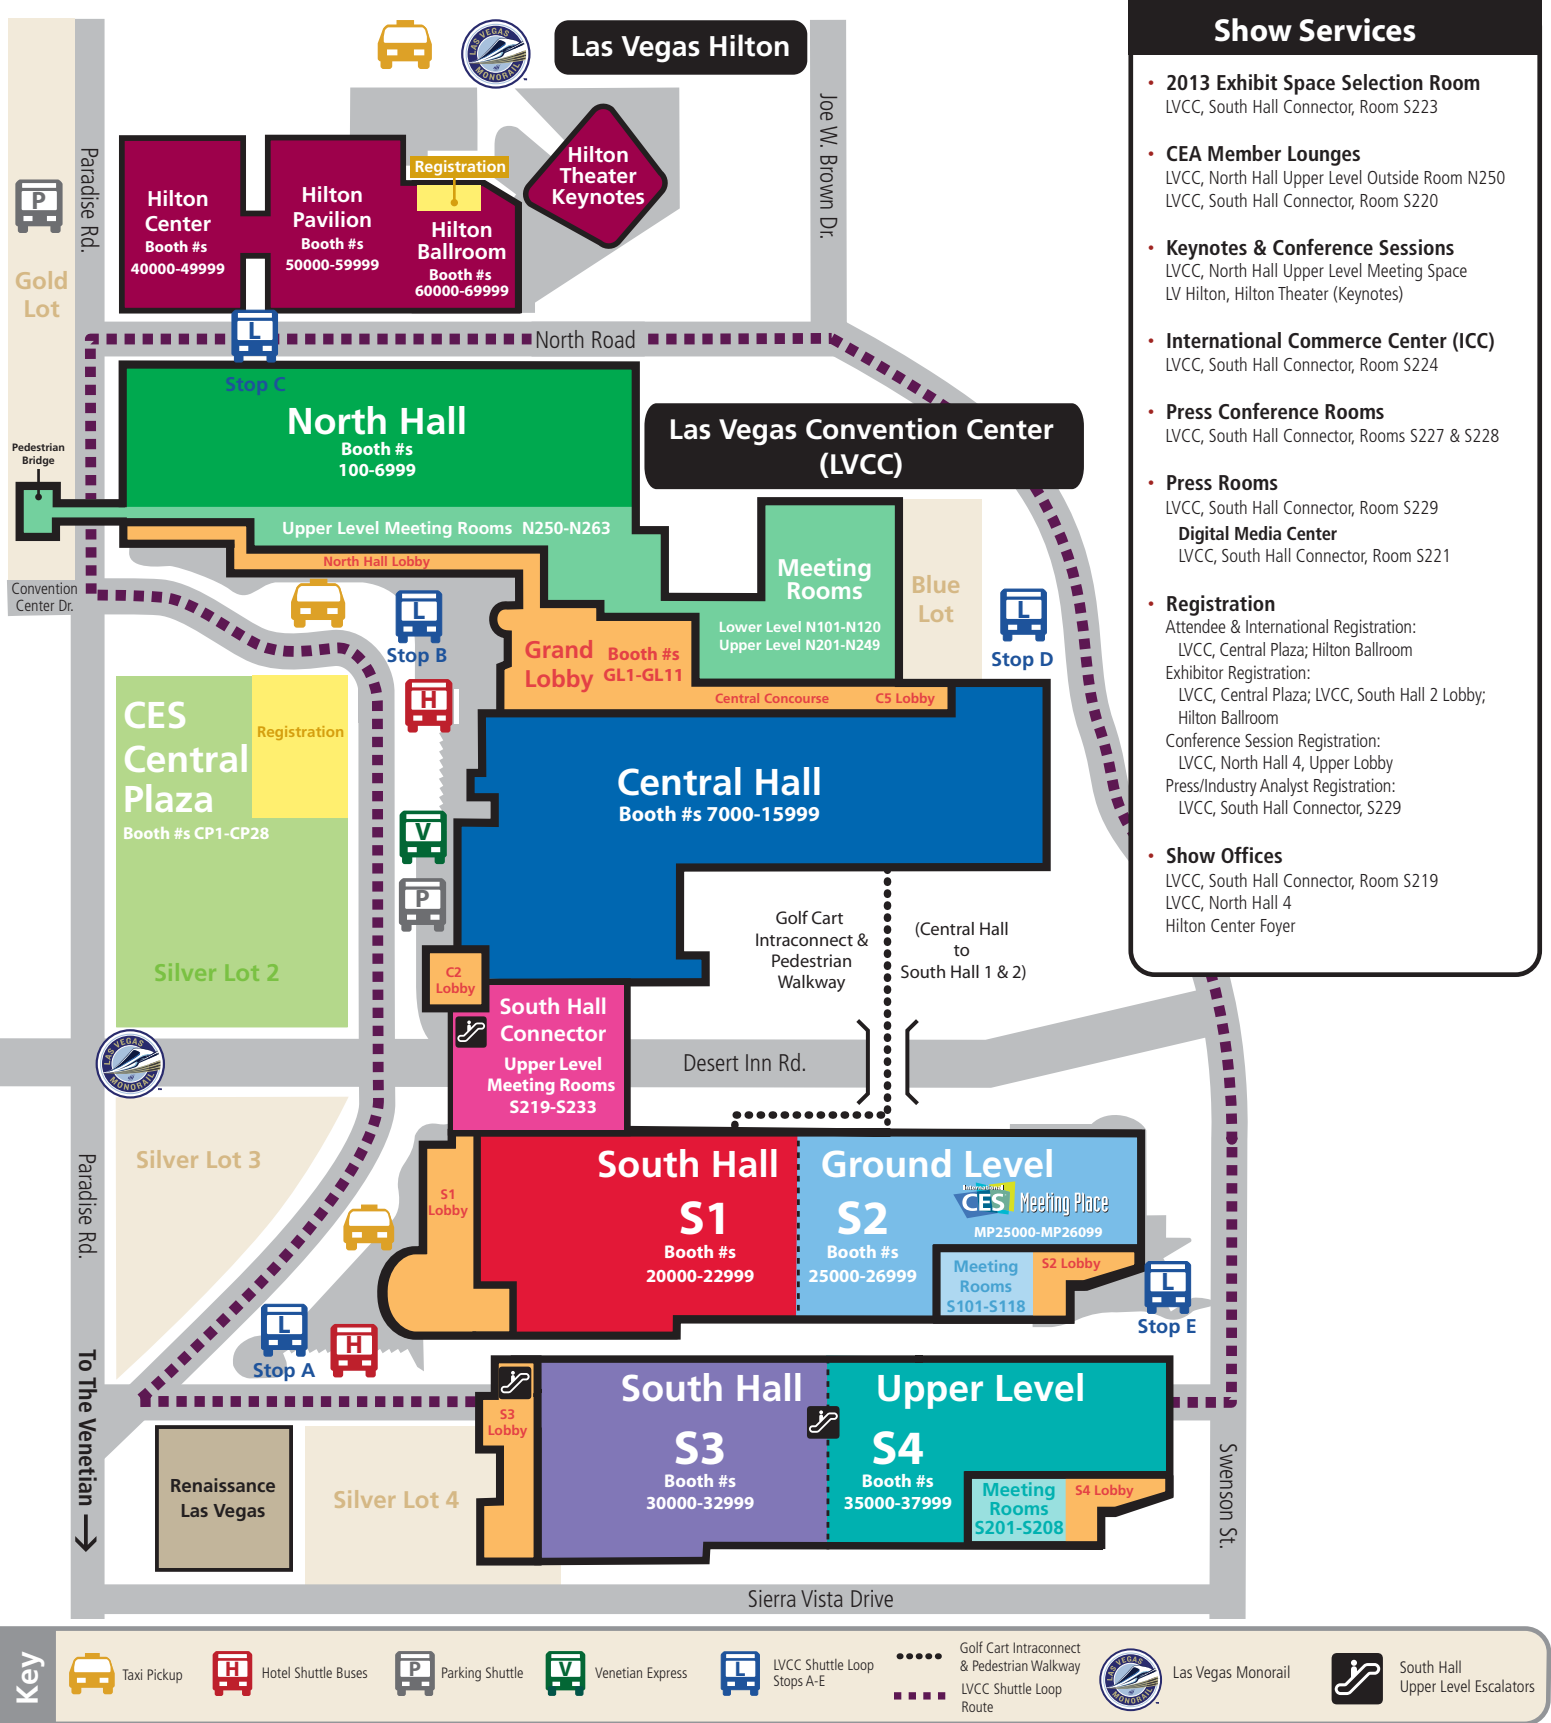 Las Vegas Hilton
LAS VEGAS
MONORAIL
Joe W. Brown Dr.
Paradise Rd.
P
Gold
Lot
Hilton
Center
Booth #s
40000-49999
Hilton
Pavilion
Booth #s
50000-59999
Registration
Hilton
Ballroom
Booth #s
60000-69999
Hilton
Theater
Keynotes
L
Stop C
North Road
North Hall
Booth #s
100-6999
Las Vegas Convention Center
(LVCC)
Pedestrian
Bridge
Upper Level Meeting Rooms N250-N263
North Hall Lobby
Convention
Center Dr.
Meeting
Rooms
Lower Level N101-N120
Upper Level N201-N249
Blue
Lot
L
Stop D
L
Stop B
H
Grand
Lobby
Booth #s
GL1-GL11
Central Concourse
C5 Lobby
CES
Central
Plaza
Booth #s CP1-CP28
Registration
Silver Lot 2
V
P
Central Hall
Booth #s 7000-15999
Golf Cart
Intraconnect &
Pedestrian
Walkway
(Central Hall
to
South Hall 1 & 2)
C2
Lobby
South Hall
Connector
Upper Level
Meeting Rooms
S219-S233
Desert Inn Rd.
LAS VEGAS
MONORAIL
Silver Lot 3
Paradise Rd.
S1
Lobby
South Hall
S1
Booth #s
20000-22999
Ground Level
S2
Booth #s
25000-26999
International
CES Meeting Place
MP25000-MP26099
Meeting
Rooms
S101-S118
S2 Lobby
L
Stop E
L
Stop A
H
To The Venetian
S3
Lobby
South Hall
S3
Booth #s
30000-32999
Upper Level
S4
Booth #s
35000-37999
Meeting
Rooms
S201-S208
S4 Lobby
Renaissance
Las Vegas
Silver Lot 4
Swenson St.
Sierra Vista Drive
Show Services
• 2013 Exhibit Space Selection Room
LVCC, South Hall Connector, Room S223
• CEA Member Lounges
LVCC, North Hall Upper Level Outside Room N250
LVCC, South Hall Connector, Room S220
• Keynotes & Conference Sessions
LVCC, North Hall Upper Level Meeting Space
LV Hilton, Hilton Theater (Keynotes)
• International Commerce Center (ICC)
LVCC, South Hall Connector, Room S224
• Press Conference Rooms
LVCC, South Hall Connector, Rooms S227 & S228
• Press Rooms
LVCC, South Hall Connector, Room S229
Digital Media Center
LVCC, South Hall Connector, Room S221
• Registration
Attendee & International Registration:
LVCC, Central Plaza; Hilton Ballroom
Exhibitor Registration:
LVCC, Central Plaza; LVCC, South Hall 2 Lobby;
Hilton Ballroom
Conference Session Registration:
LVCC, North Hall 4, Upper Lobby
Press/Industry Analyst Registration:
LVCC, South Hall Connector, S229
• Show Offices
LVCC, South Hall Connector, Room S219
LVCC, North Hall 4
Hilton Center Foyer
Key
Taxi Pickup
H
Hotel Shuttle Buses
P
Parking Shuttle
V
Venetian Express
L
LVCC Shuttle Loop
Stops A-E
Golf Cart Intraconnect
& Pedestrian Walkway
LVCC Shuttle Loop
Route
LAS VEGAS
MONORAIL
Las Vegas Monorail
South Hall
Upper Level Escalators